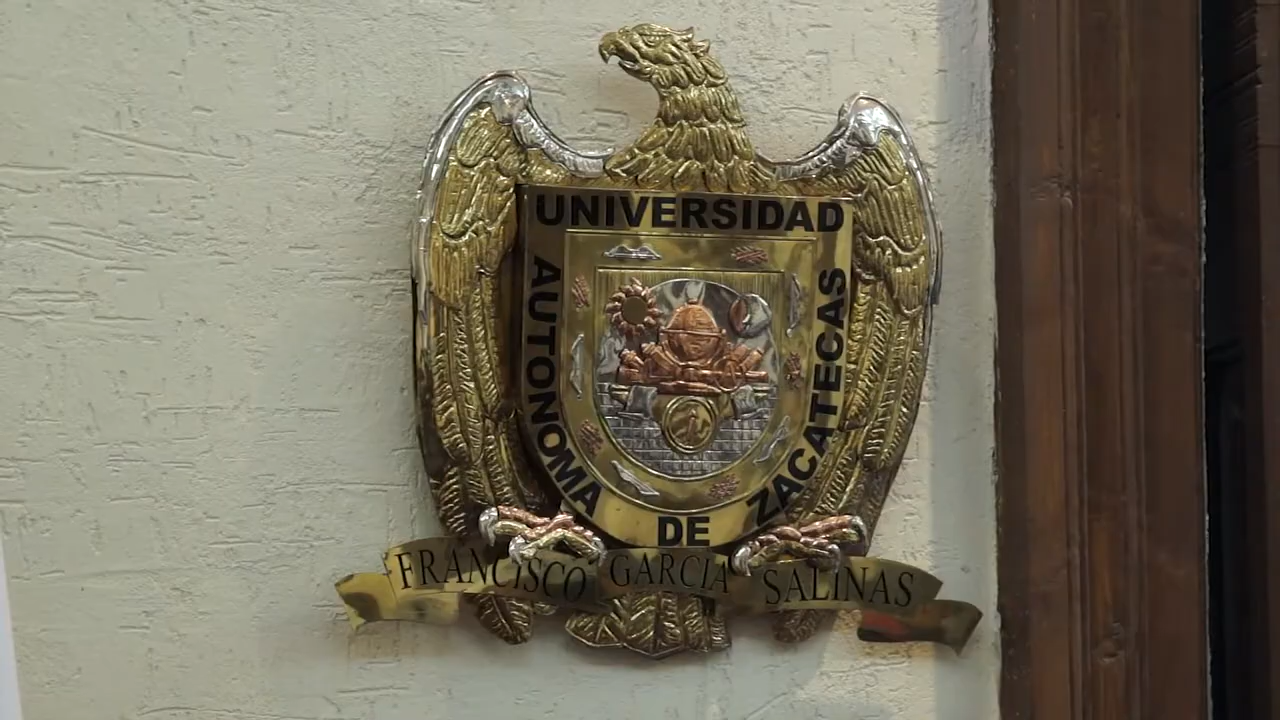 UNIVERSIDAD
AUTONOMA
DE
ZACATECAS
FRANCISCO GARCIA SALINAS